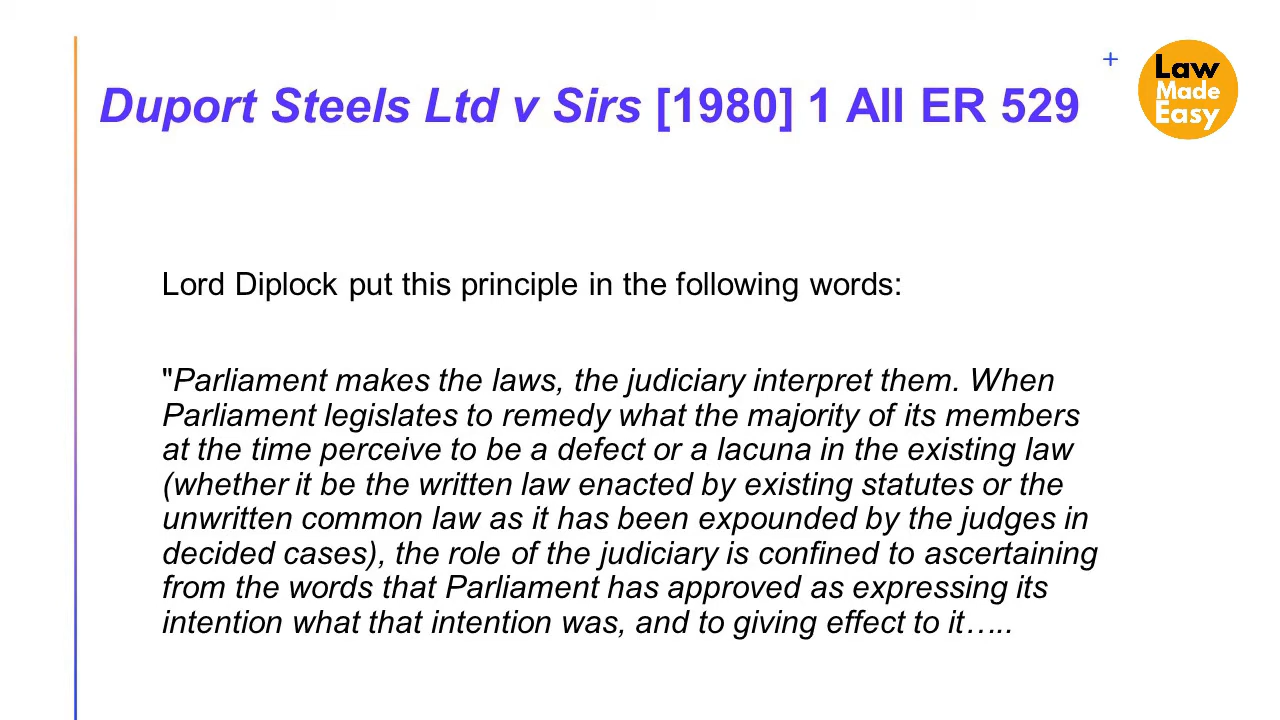 +
Law
Made
Easy
Duport Steels Ltd v Sirs [1980] 1 All ER 529
Lord Diplock put this principle in the following words:
"Parliament makes the laws, the judiciary interpret them. When
Parliament legislates to remedy what the majority of its members
at the time perceive to be a defect or a lacuna in the existing law
(whether it be the written law enacted by existing statutes or the
unwritten common law as it has been expounded by the judges in
decided cases), the role of the judiciary is confined to ascertaining
from the words that Parliament has approved as expressing its
intention what that intention was, and to giving effect to it…..